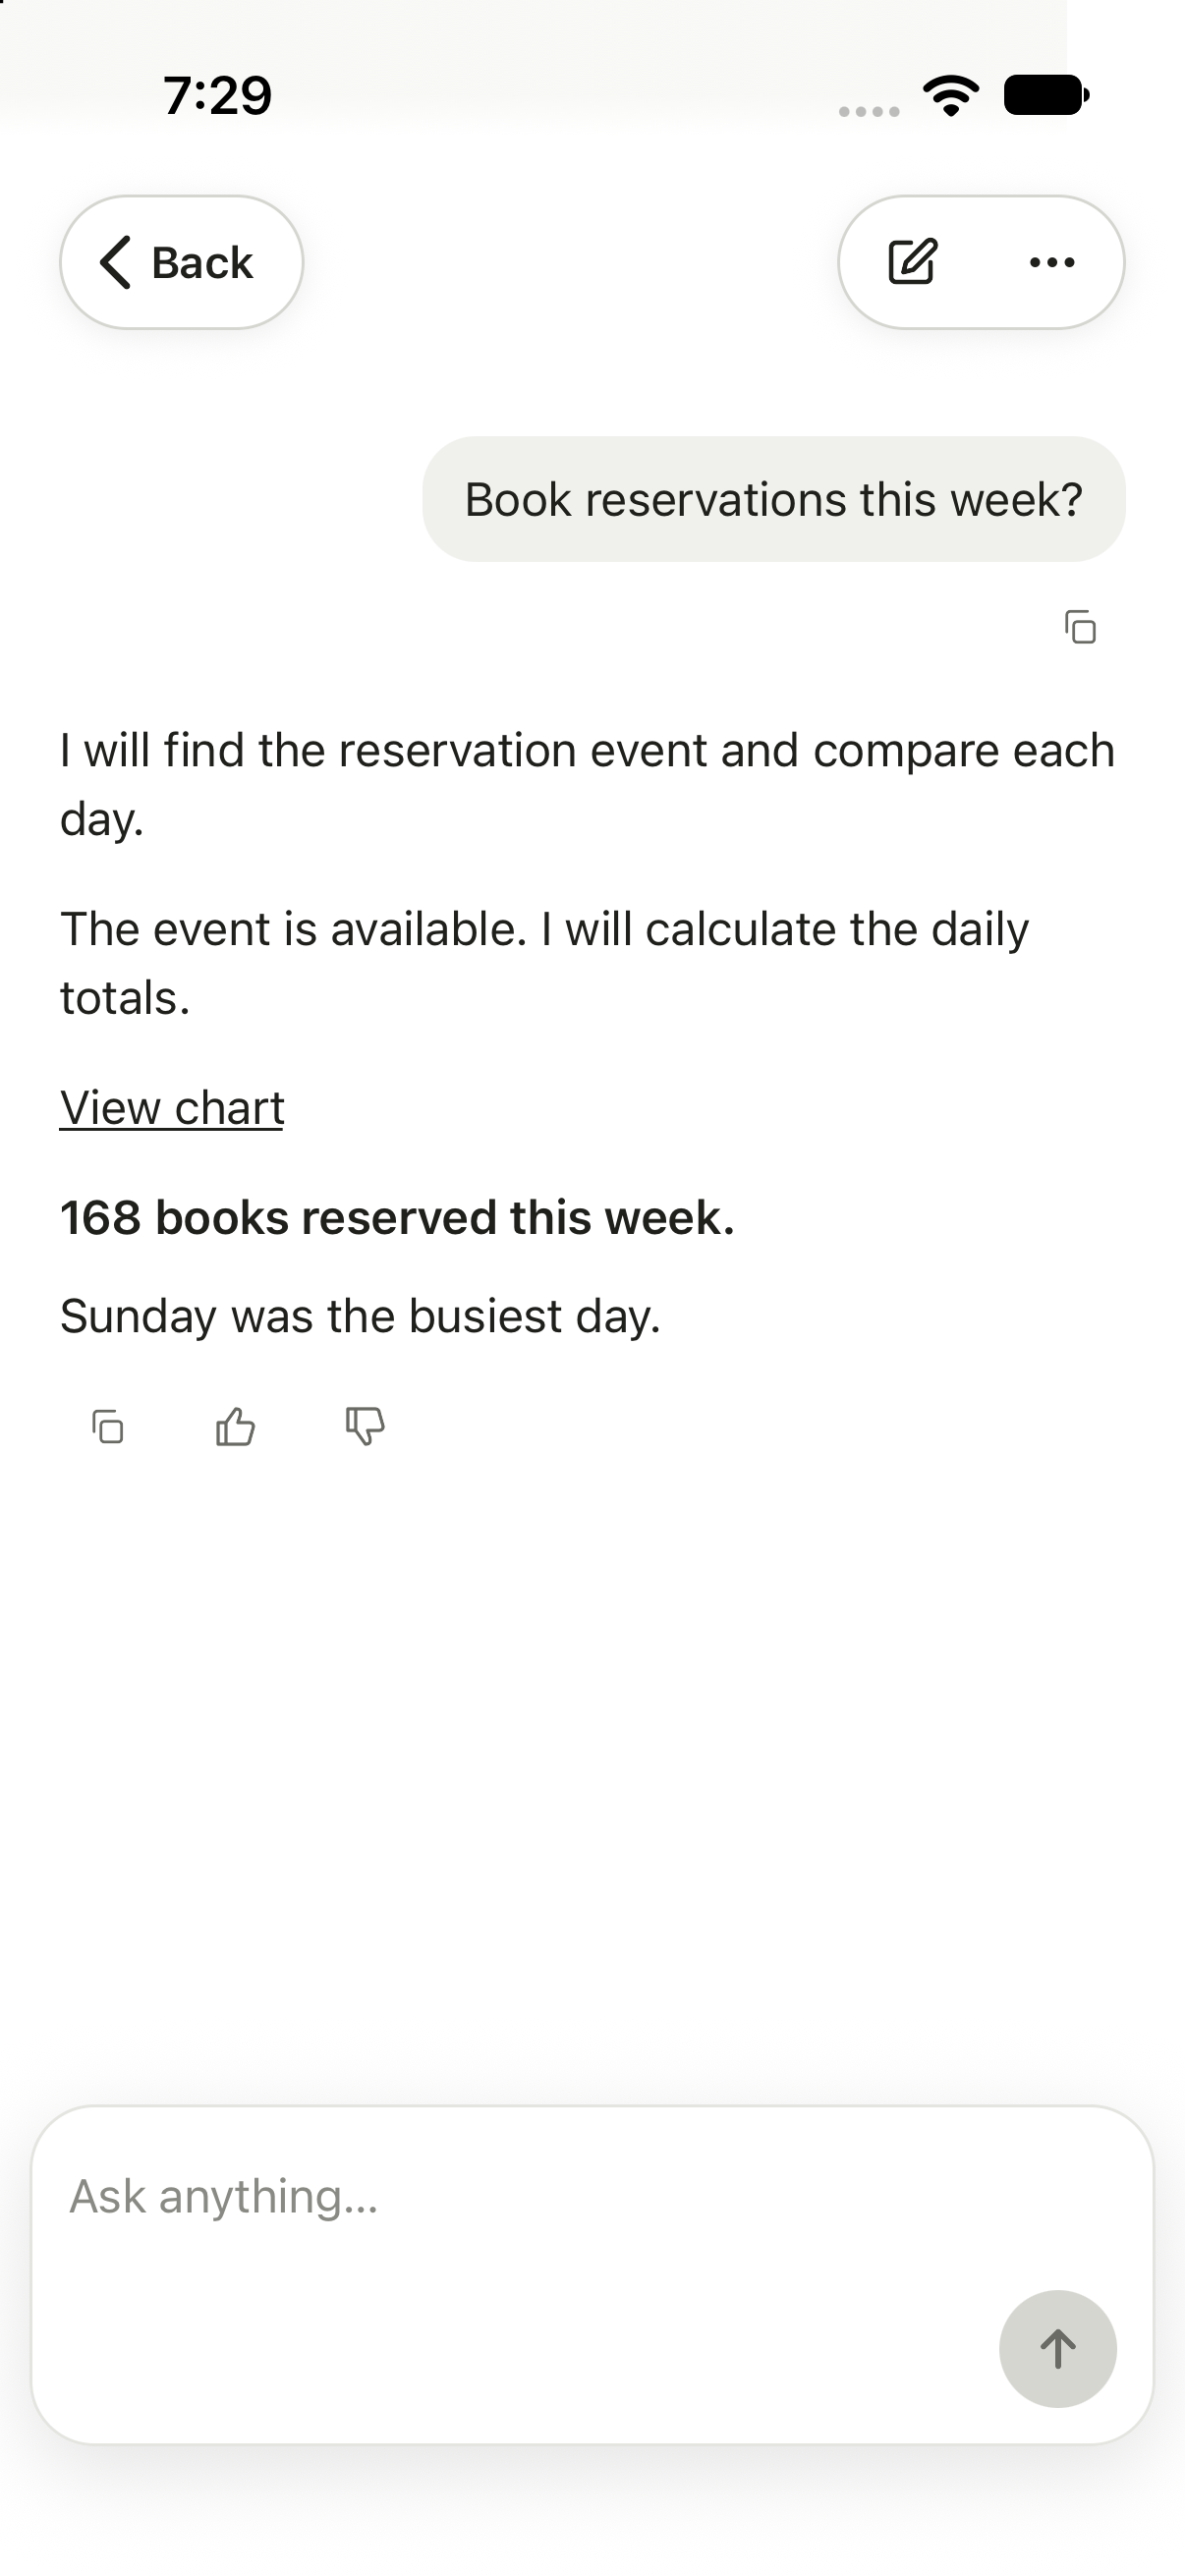 7:29
Back
Book reservations this week?
I will find the reservation event and compare each
day.
The event is available. I will calculate the daily
totals.
View chart
168 books reserved this week.
Sunday was the busiest day.
Ask anything...